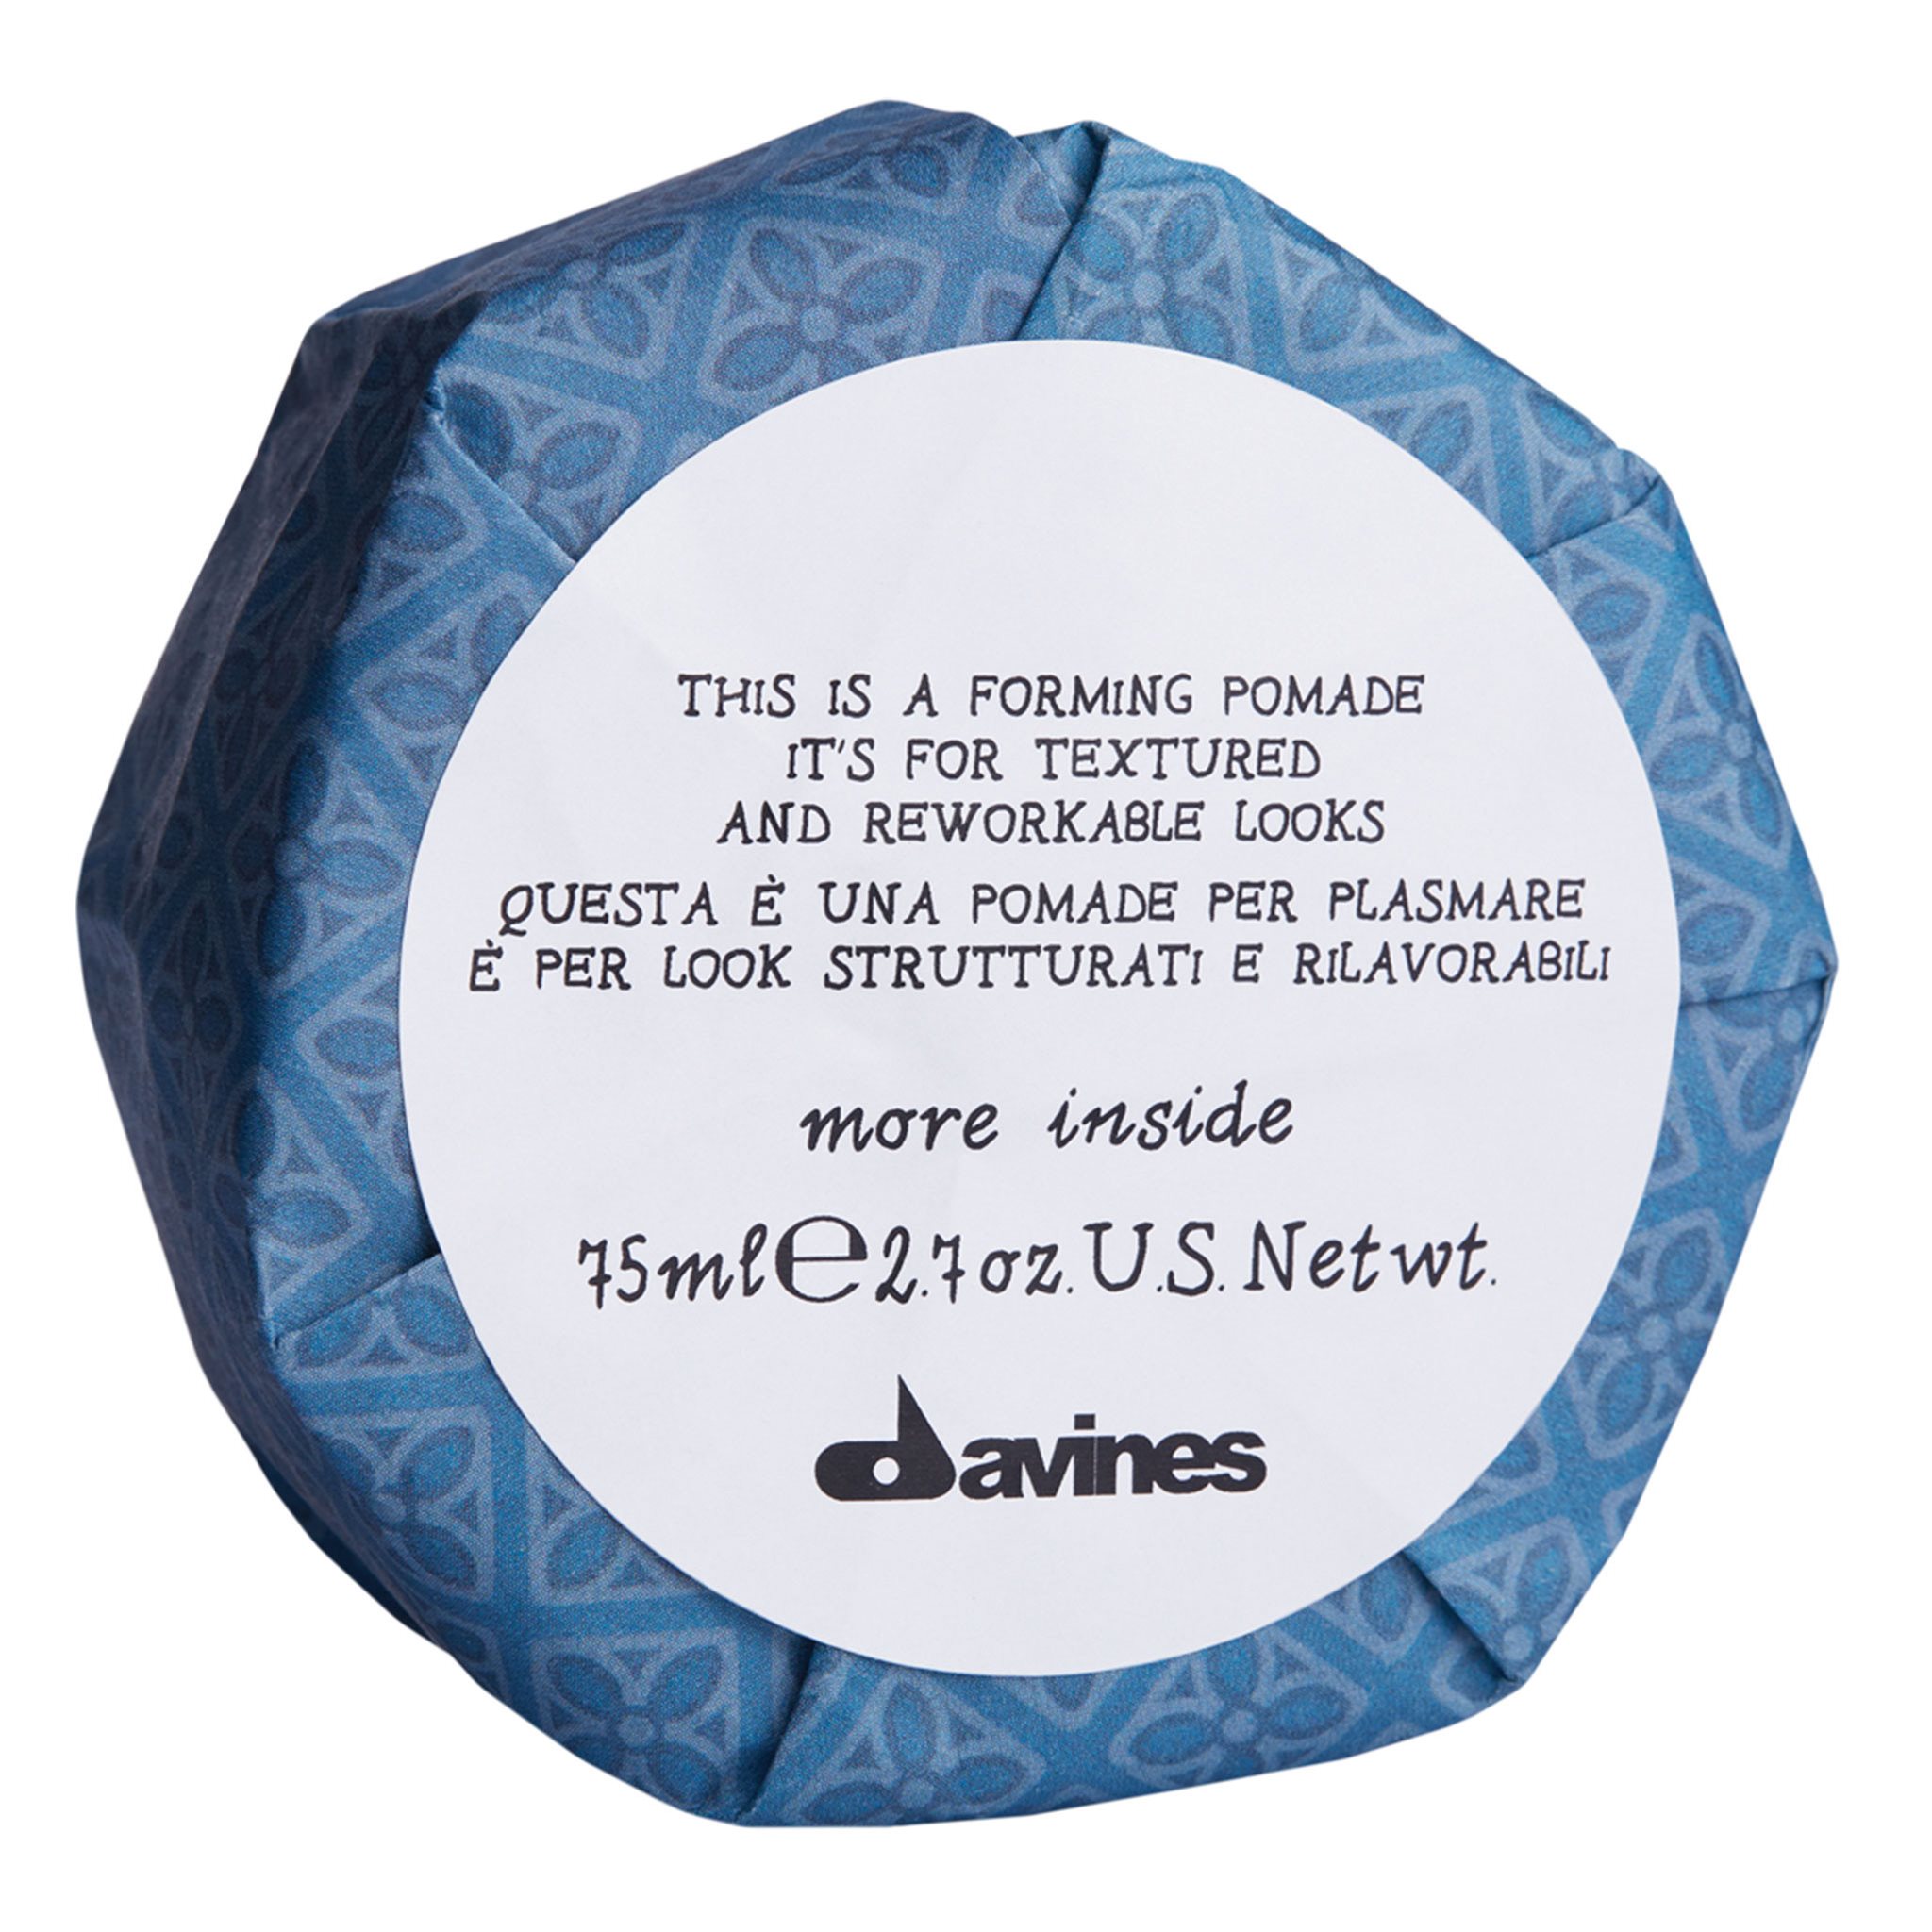 THIS IS A FORMING POMADE
IT'S FOR TEXTURED
AND REWORKABLE LOOKS
QUESTA È UNA POMADE PER PLASMARE
È PER LOOK STRUTTURATI E RILAVORABILI
more inside
75ml℮2.7oz.U.S.Netwt.
davines